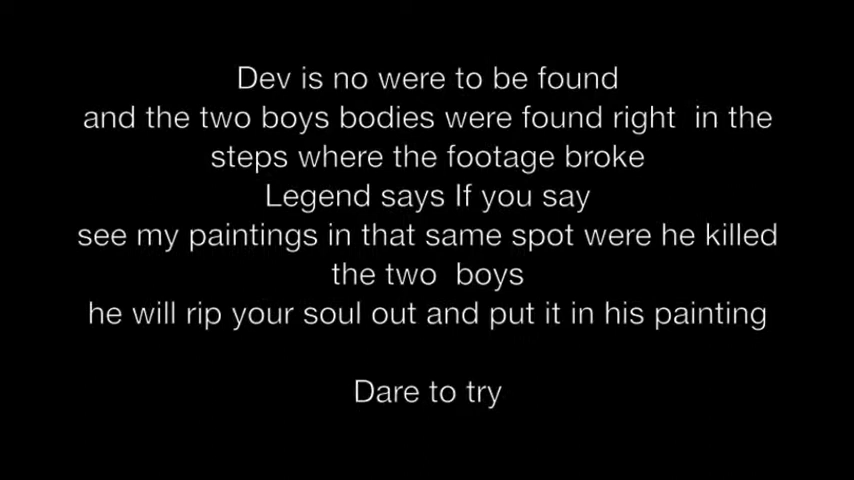 Dev is no were to be found
and the two boys bodies were found right  in the
steps where the footage broke
Legend says If you say
see my paintings in that same spot were he killed
the two  boys
he will rip your soul out and put it in his painting
Dare to try